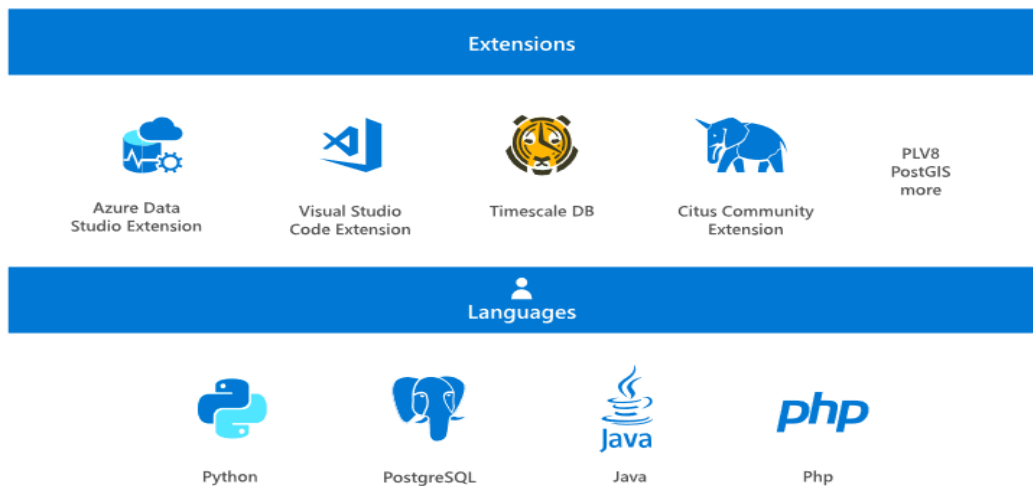 Extensions
Azure Data
Studio Extension
Visual Studio
Code Extension
Timescale DB
Citus Community
Extension
PLV8
PostGIS
more
Languages
Java
php
Python
PostgreSQL
Java
Php